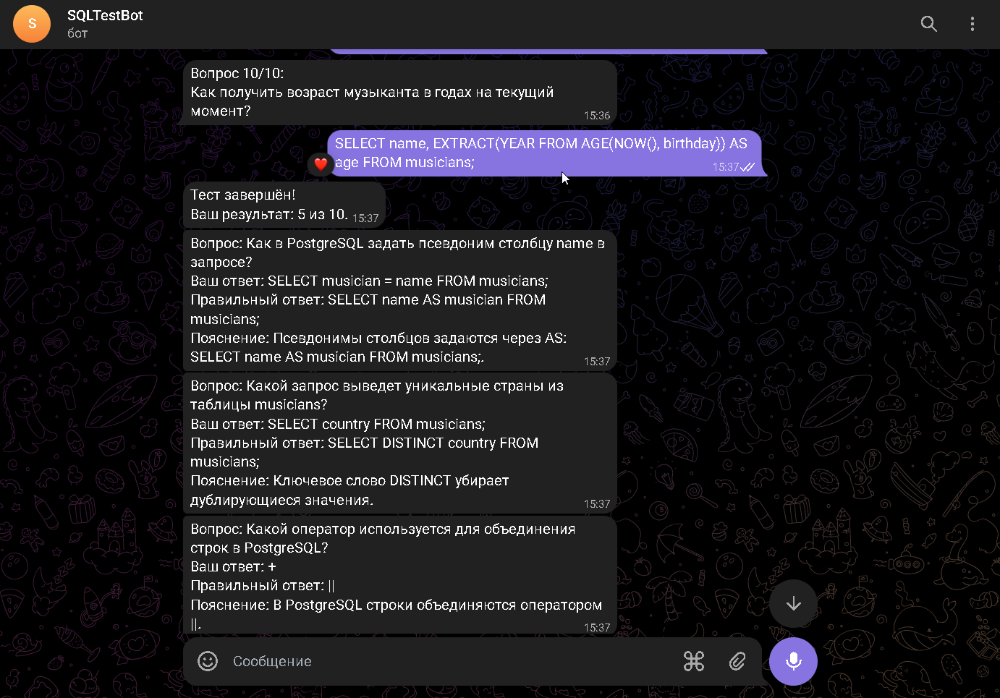 S
SQLTestBot
бот
Вопрос 10/10:
Как получить возраст музыканта в годах на текущий
момент?
15:36
SELECT name, EXTRACT(YEAR FROM AGE(NOW(), birthday)) AS
age FROM musicians;
15:37
Тест завершён!
Ваш результат: 5 из 10. 15:37
Вопрос: Как в PostgreSQL задать псевдоним столбцу name в
запросе?
Ваш ответ: SELECT musician = name FROM musicians;
Правильный ответ: SELECT name AS musician FROM
musicians;
Пояснение: Псевдонимы столбцов задаются через AS:
SELECT name AS musician FROM musicians;.
15:37
Вопрос: Какой запрос выведет уникальные страны из
таблицы musicians?
Ваш ответ: SELECT country FROM musicians;
Правильный ответ: SELECT DISTINCT country FROM
musicians;
Пояснение: Ключевое слово DISTINCT убирает
дублирующиеся значения.
15:37
Вопрос: Какой оператор используется для объединения
строк в PostgreSQL?
Ваш ответ: +
Правильный ответ: ||
Пояснение: В PostgreSQL строки объединяются оператором
||.
15:37
Сообщение